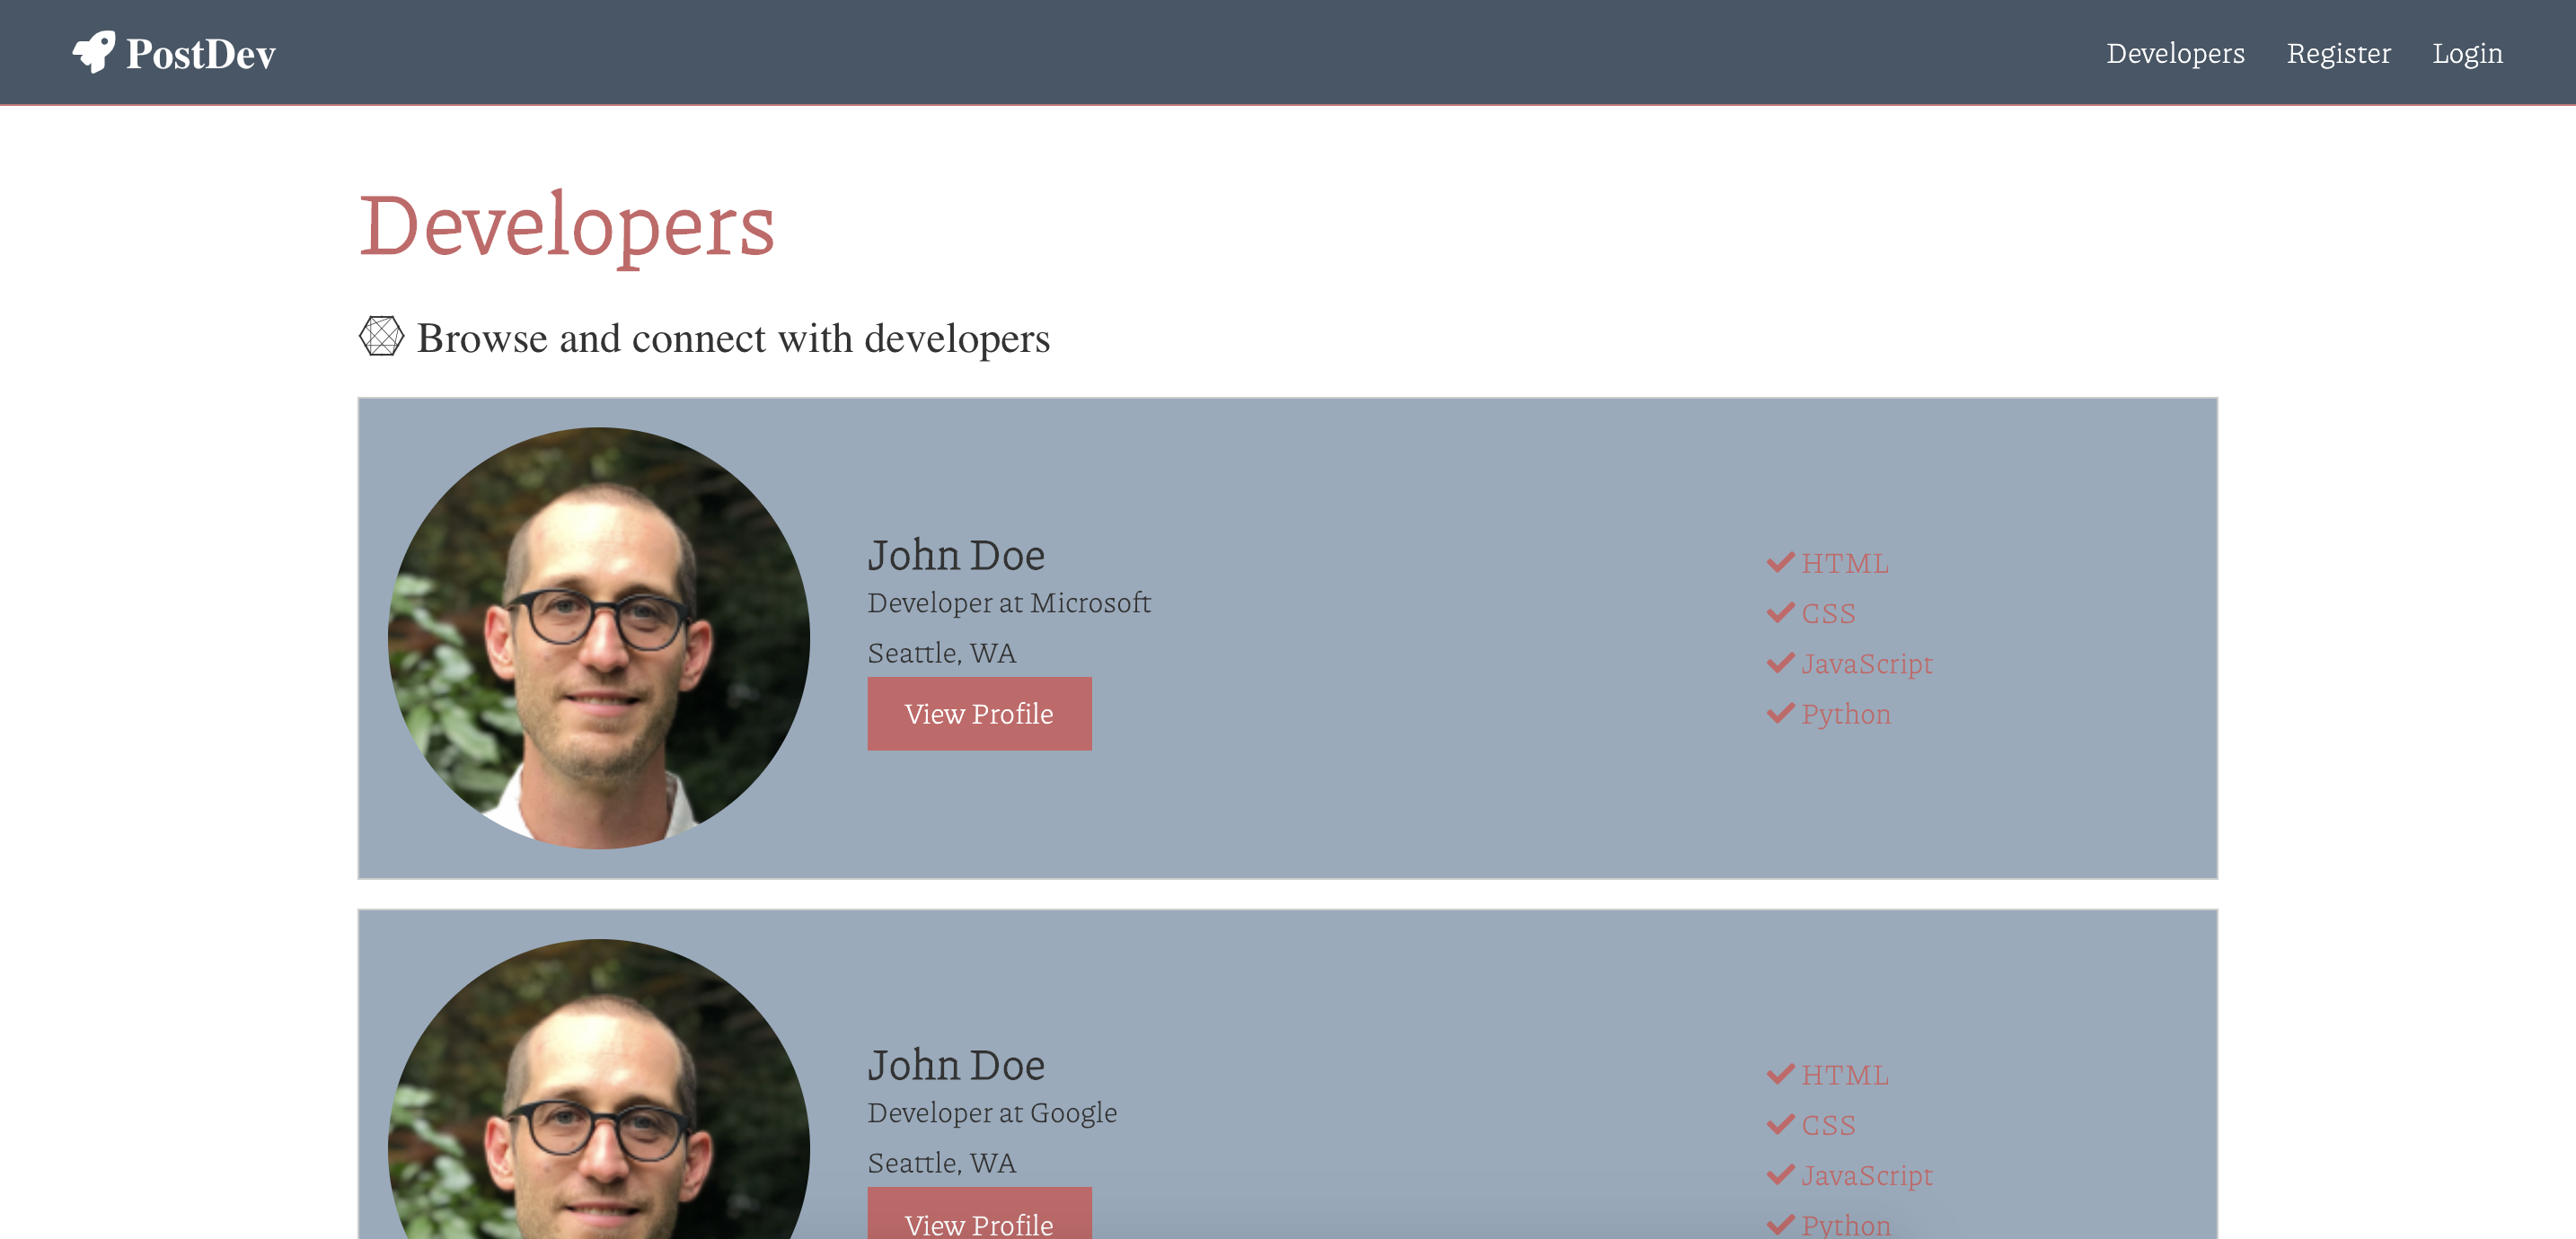 PostDev
Developers Register Login
Developers
Browse and connect with developers
John Doe
Developer at Microsoft
Seattle, WA
View Profile
HTML
CSS
JavaScript
Python
John Doe
Developer at Google
Seattle, WA
View Profile
HTML
CSS
JavaScript
Python